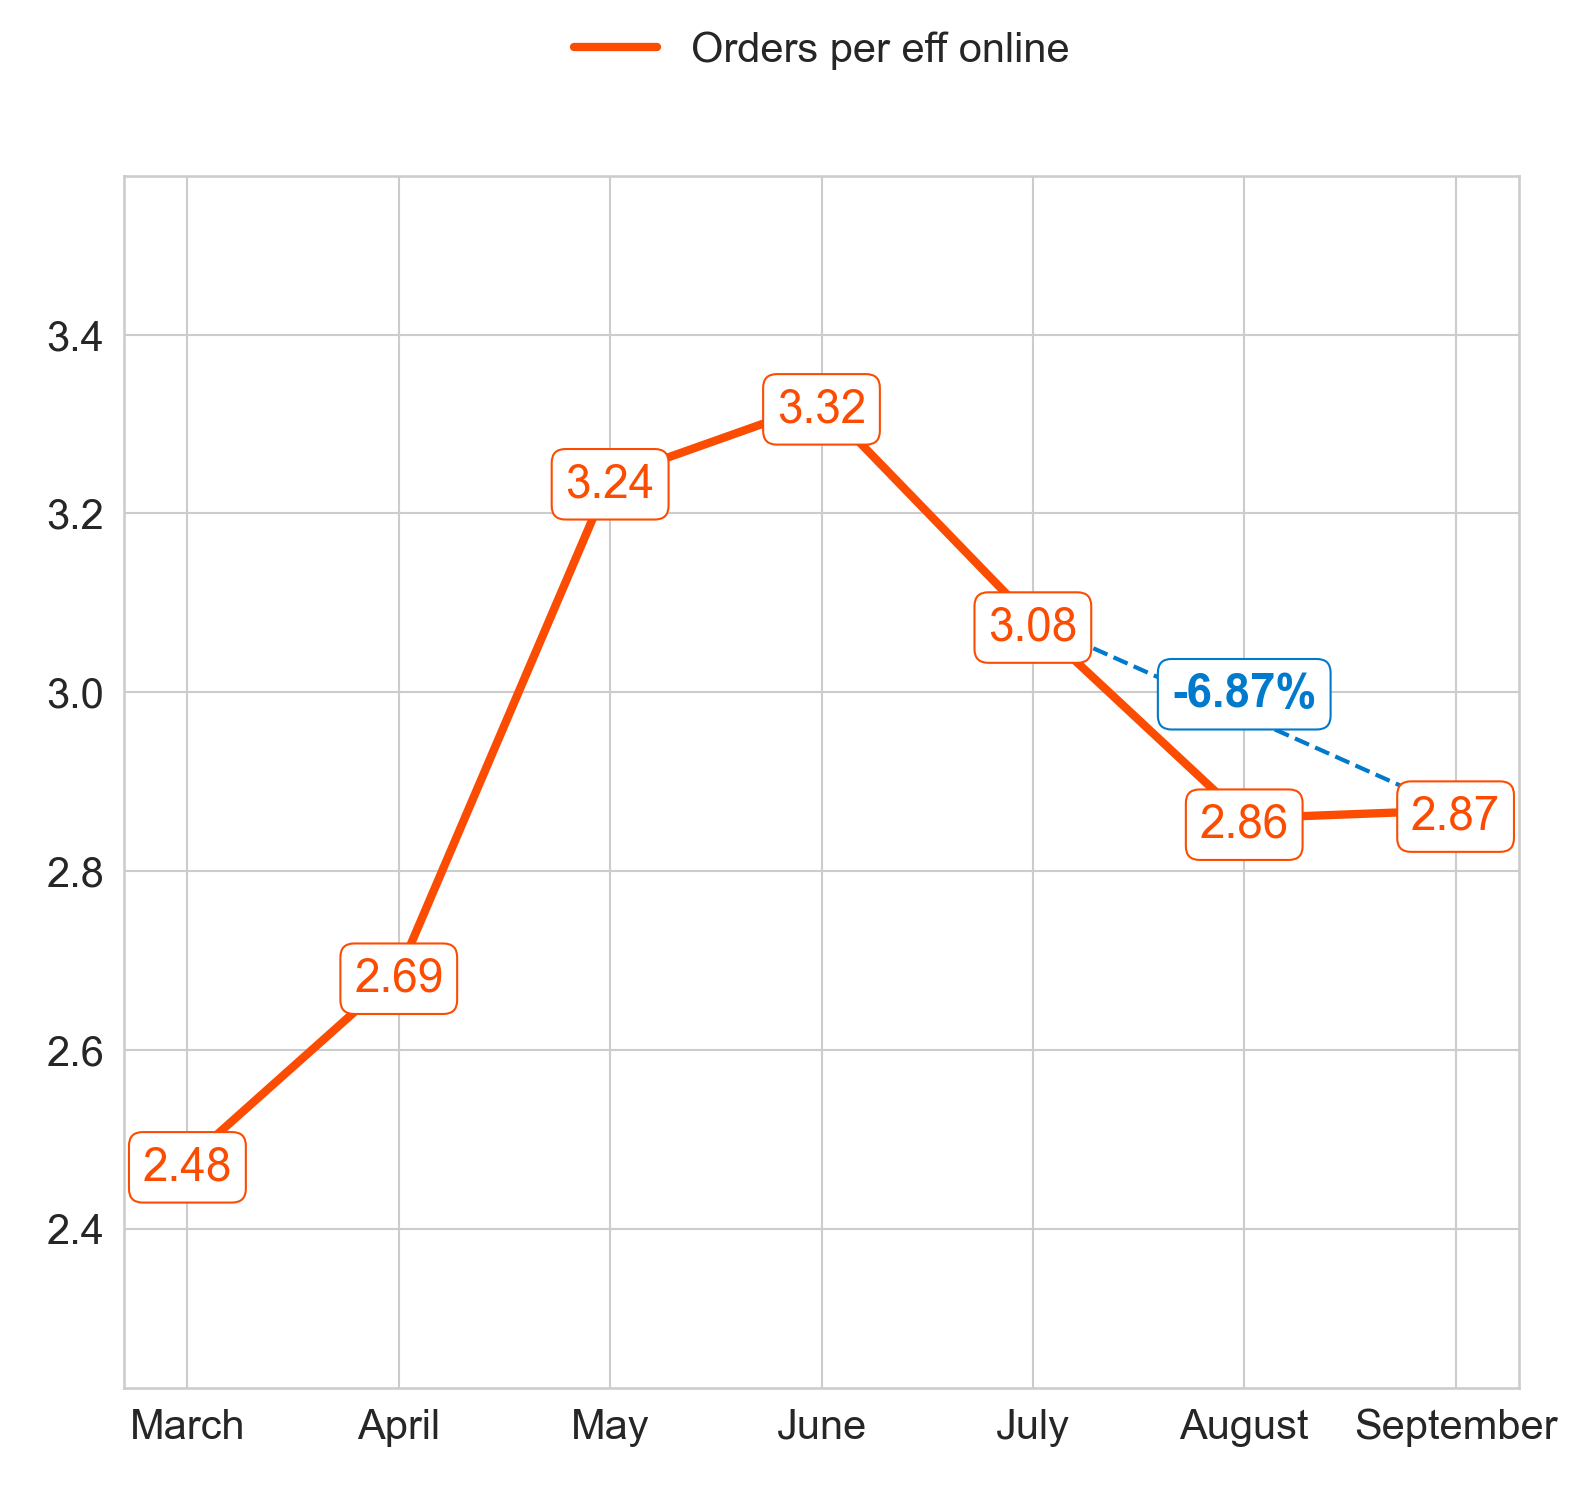 Orders per eff online
3.4
3.2
3.0
2.8
2.6
2.4
2.48
2.69
3.24
3.32
3.08
-6.87%
2.86
2.87
March
April
May
June
July
August
September